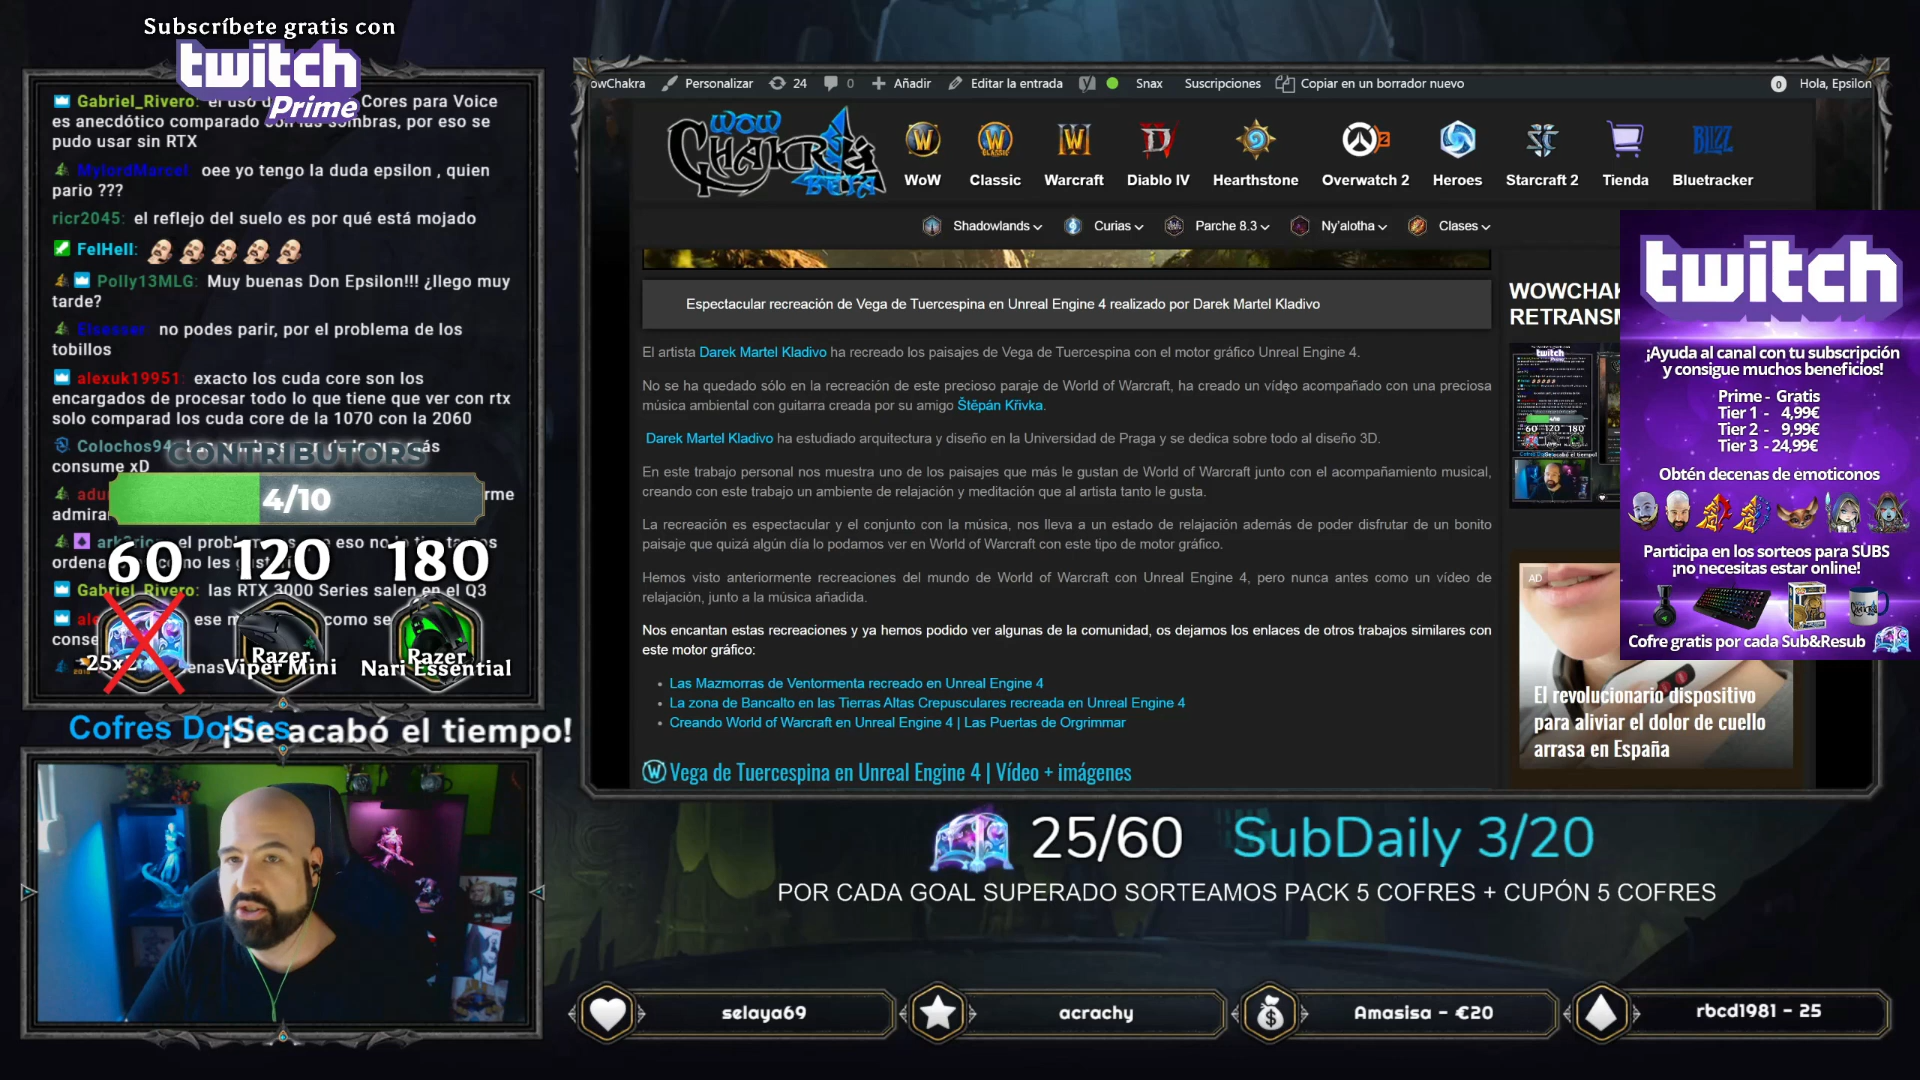 Subscríbete gratis con
twitch
Prime
Gabriel_Rivero: el uso d Cores para Voice
es anecdótico comparado con las sombras, por eso se
pudo usar sin RTX
MylordMarcel oee yo tengo la duda epsilon , quien
pario ???
ricr2045: el reflejo del suelo es por qué está mojado
FelHell:
Polly13MLG: Muy buenas Don Epsilon!!! ¿llego muy
tarde?
Elsesser no podes parir, por el problema de los
tobillos
alexuk19951: exacto los cuda core son los
encargados de procesar todo lo que tiene que ver con rtx
solo comparad los cuda core de la 1070 con la 2060
Colochos94
consume xD
CONTRIBUTORS
4/10
rme
admira
60 120 180
Gabriel_Rivero: las RTX 3000 Series salen en el Q3
25x2
Razer
Viper Mini
Razer
Nari Essential
Cofres Dobles
¡Se acabó el tiempo!
owChakra Personalizar 24 0 Añadir Editar la entrada Snax Suscripciones Copiar en un borrador nuevo 0 Hola, Epsilon
WOW
CHAKRA
BUFA
WoW Classic Warcraft Diablo IV Hearthstone Overwatch 2 Heroes Starcraft 2 Tienda Bluetracker
Shadowlands Curias Parche 8.3 Ny'alotha Clases
Espectacular recreación de Vega de Tuercespina en Unreal Engine 4 realizado por Darek Martel Kladivo
El artista Darek Martel Kladivo ha recreado los paisajes de Vega de Tuercespina con el motor gráfico Unreal Engine 4.
No se ha quedado sólo en la recreación de este precioso paraje de World of Warcraft, ha creado un vídeo acompañado con una preciosa
música ambiental con guitarra creada por su amigo Štěpán Křivka.
Darek Martel Kladivo ha estudiado arquitectura y diseño en la Universidad de Praga y se dedica sobre todo al diseño 3D.
En este trabajo personal nos muestra uno de los paisajes que más le gustan de World of Warcraft junto con el acompañamiento musical,
creando con este trabajo un ambiente de relajación y meditación que al artista tanto le gusta.
La recreación es espectacular y el conjunto con la música, nos lleva a un estado de relajación además de poder disfrutar de un bonito
paisaje que quizá algún día lo podamos ver en World of Warcraft con este tipo de motor gráfico.
Hemos visto anteriormente recreaciones del mundo de World of Warcraft con Unreal Engine 4, pero nunca antes como un vídeo de
relajación, junto a la música añadida.
Nos encantan estas recreaciones y ya hemos podido ver algunas de la comunidad, os dejamos los enlaces de otros trabajos similares con
este motor gráfico:
Las Mazmorras de Ventormenta recreado en Unreal Engine 4
La zona de Bancalto en las Tierras Altas Crepusculares recreada en Unreal Engine 4
Creando World of Warcraft en Unreal Engine 4 | Las Puertas de Orgrimmar
Vega de Tuercespina en Unreal Engine 4 | Vídeo + imágenes
WOWCHAK
RETRANSM
AD
El revolucionario dispositivo
para aliviar el dolor de cuello
arrasa en España
twitch
¡Ayuda al canal con tu subscripción
y consigue muchos beneficios!
Prime - Gratis
Tier 1 - 4,99€
Tier 2 - 9,99€
Tier 3 - 24,99€
Obtén decenas de emoticonos
Participa en los sorteos para SUBS
¡no necesitas estar online!
Cofre gratis por cada Sub&Resub
25/60 SubDaily 3/20
POR CADA GOAL SUPERADO SORTEAMOS PACK 5 COFRES + CUPÓN 5 COFRES
selaya69 acrachy Amasisa - €20 rbcd1981 - 25